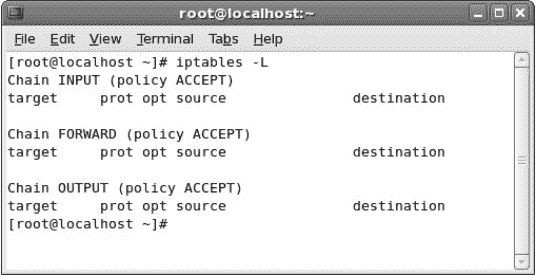 root@localhost:~
File Edit View Terminal Tabs Help
[root@localhost ~]# iptables -L
Chain INPUT (policy ACCEPT)
target     prot opt source               destination

Chain FORWARD (policy ACCEPT)
target     prot opt source               destination

Chain OUTPUT (policy ACCEPT)
target     prot opt source               destination
[root@localhost ~]#